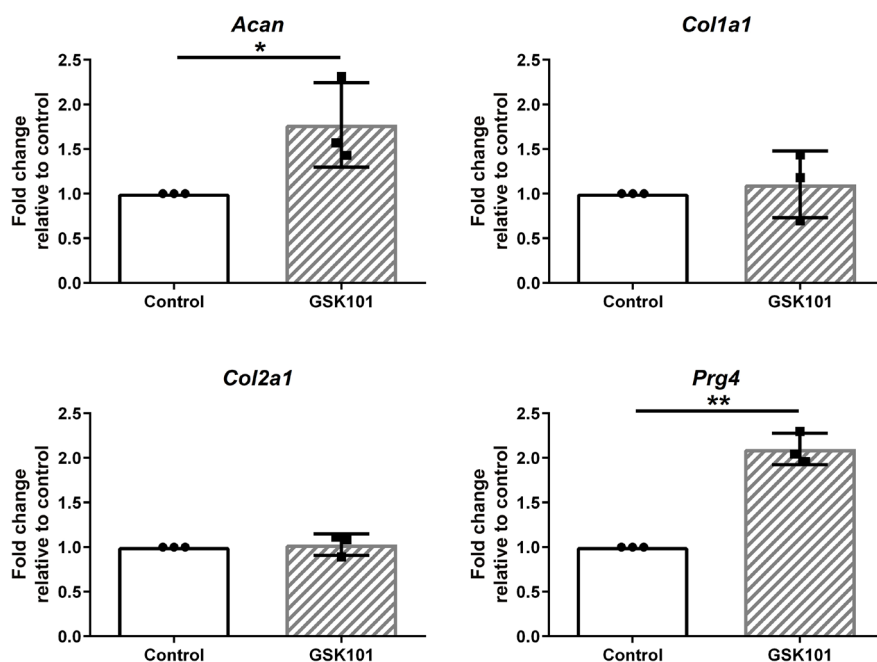 Acan
*
Fold change
relative to control
2.5
2.0
1.5
1.0
0.5
0.0
Control GSK101
Col1a1
Fold change
relative to control
2.5
2.0
1.5
1.0
0.5
0.0
Control GSK101
Col2a1
Fold change
relative to control
2.5
2.0
1.5
1.0
0.5
0.0
Control GSK101
Prg4
**
Fold change
relative to control
2.5
2.0
1.5
1.0
0.5
0.0
Control GSK101